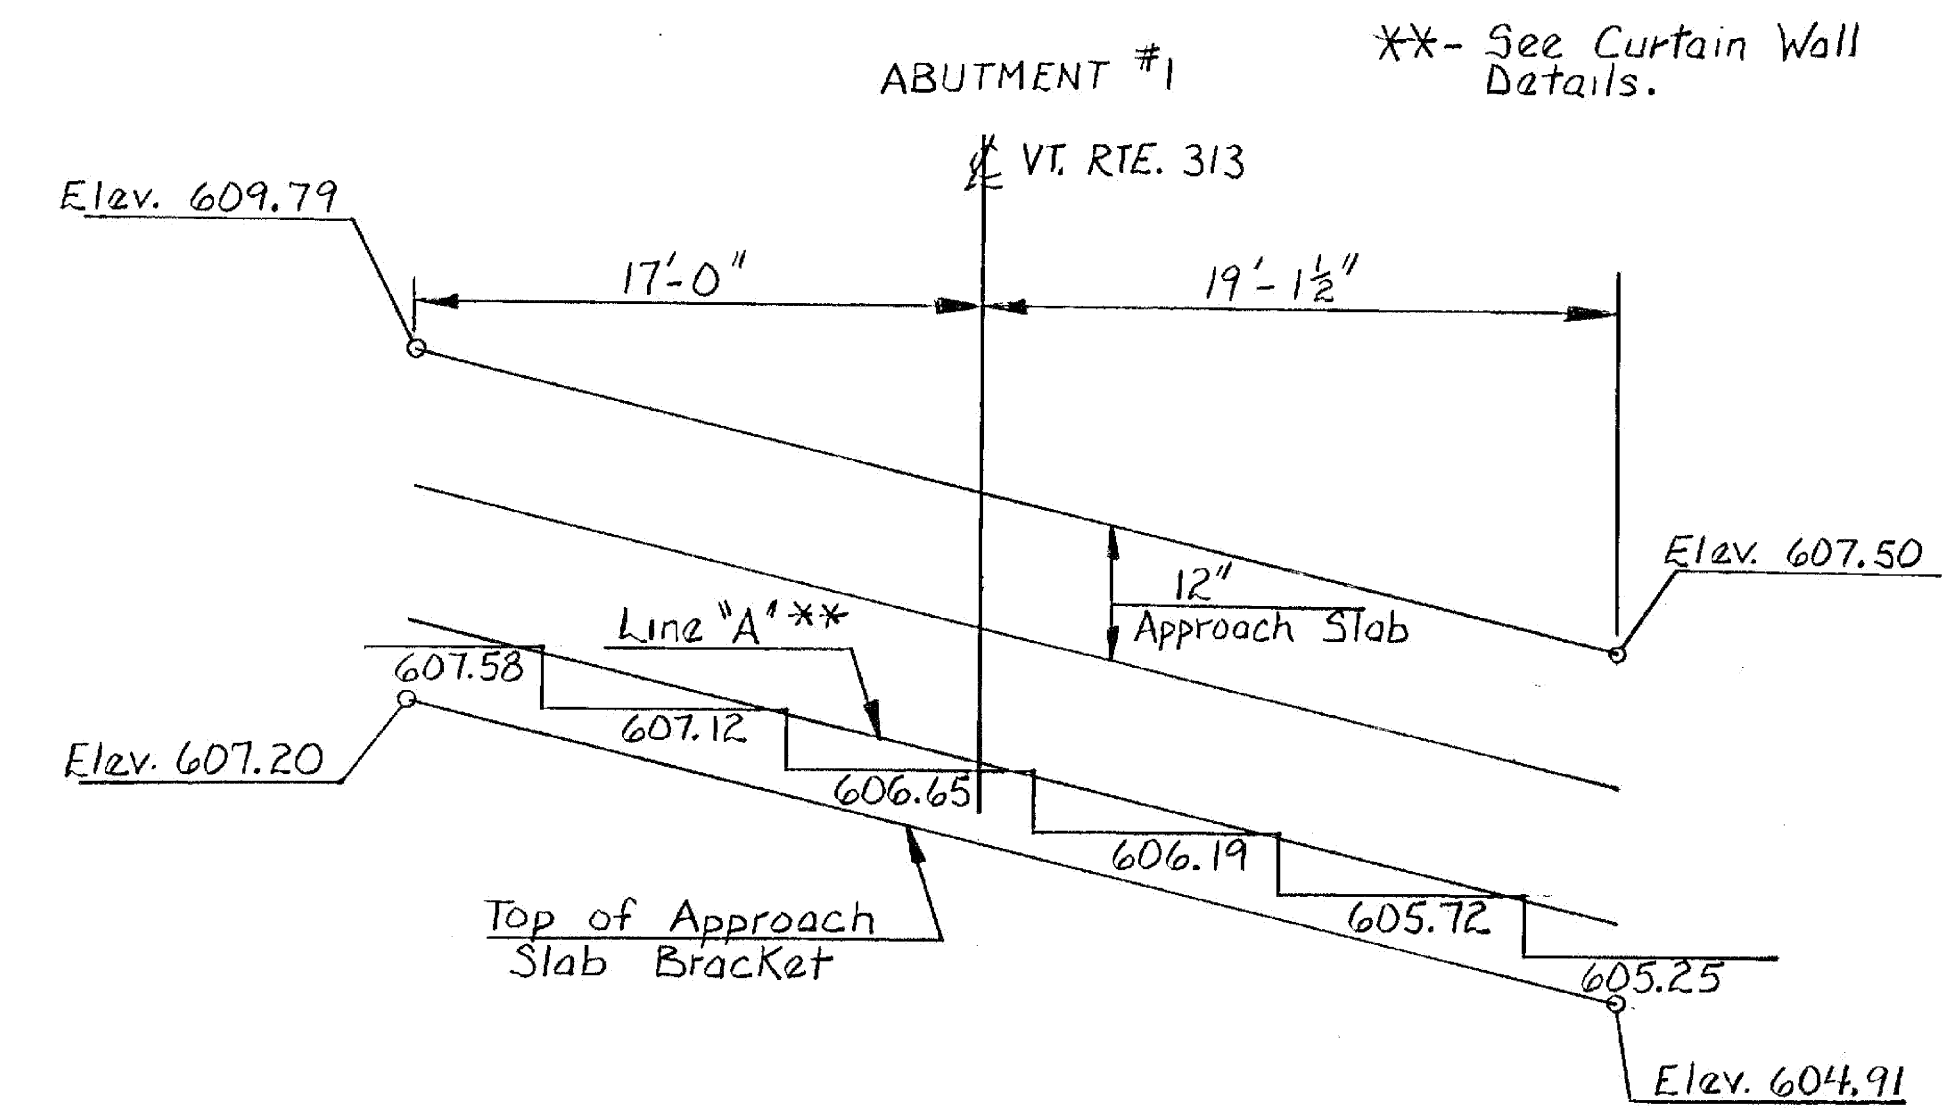 **- See Curtain Wall
Details.
ABUTMENT #1
℄ VT. RTE. 313
Elev. 609.79
17'-0"
19'-1½"
Elev. 607.50
12"
Approach Slab
Line "A" **
607.58
607.12
Elev. 607.20
606.65
606.19
605.72
Top of Approach
Slab Bracket
605.25
Elev. 604.91